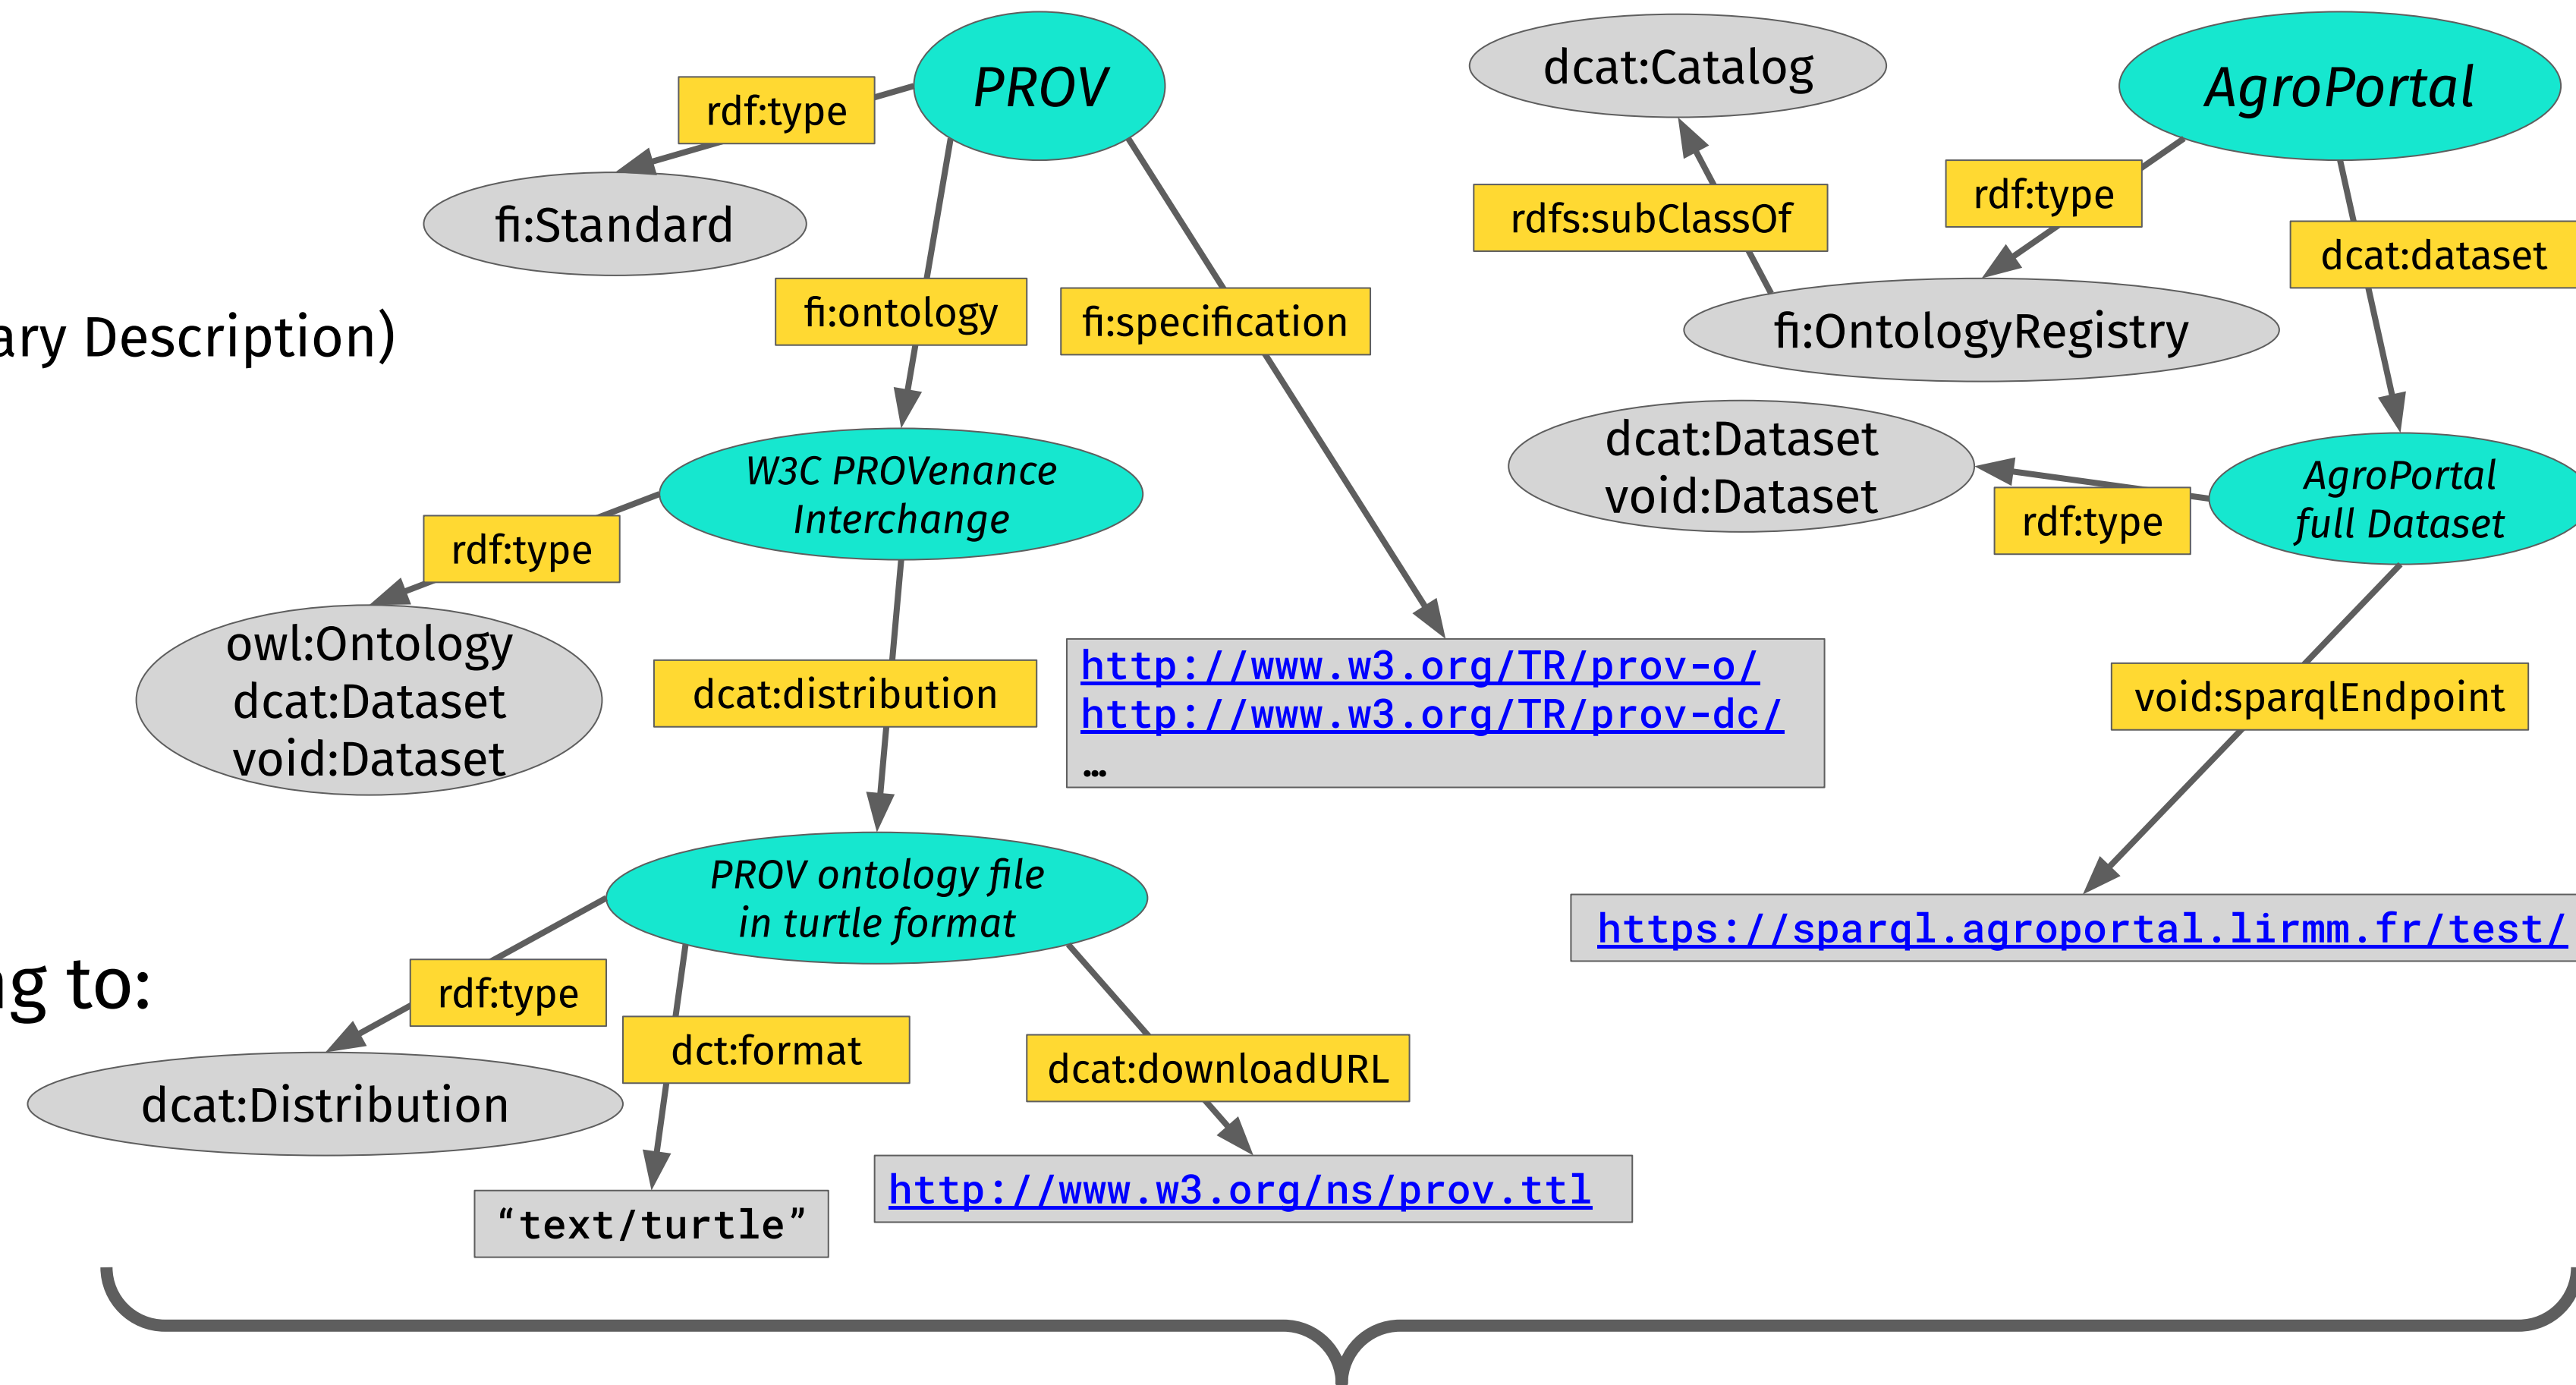 PROV
dcat:Catalog
AgroPortal
rdf:type
rdf:type
rdfs:subClassOf
fi:Standard
dcat:dataset
fi:ontology
fi:specification
fi:OntologyRegistry
Description)
W3C PROVenance
Interchange
dcat:Dataset
void:Dataset
AgroPortal
full Dataset
rdf:type
rdf:type
owl:Ontology
dcat:Dataset
void:Dataset
dcat:distribution
http://www.w3.org/TR/prov-o/
http://www.w3.org/TR/prov-dc/
…
void:sparqlEndpoint
PROV ontology file
in turtle format
https://sparql.agroportal.lirmm.fr/test/
to:
rdf:type
dct:format
dcat:downloadURL
dcat:Distribution
http://www.w3.org/ns/prov.ttl
“text/turtle”